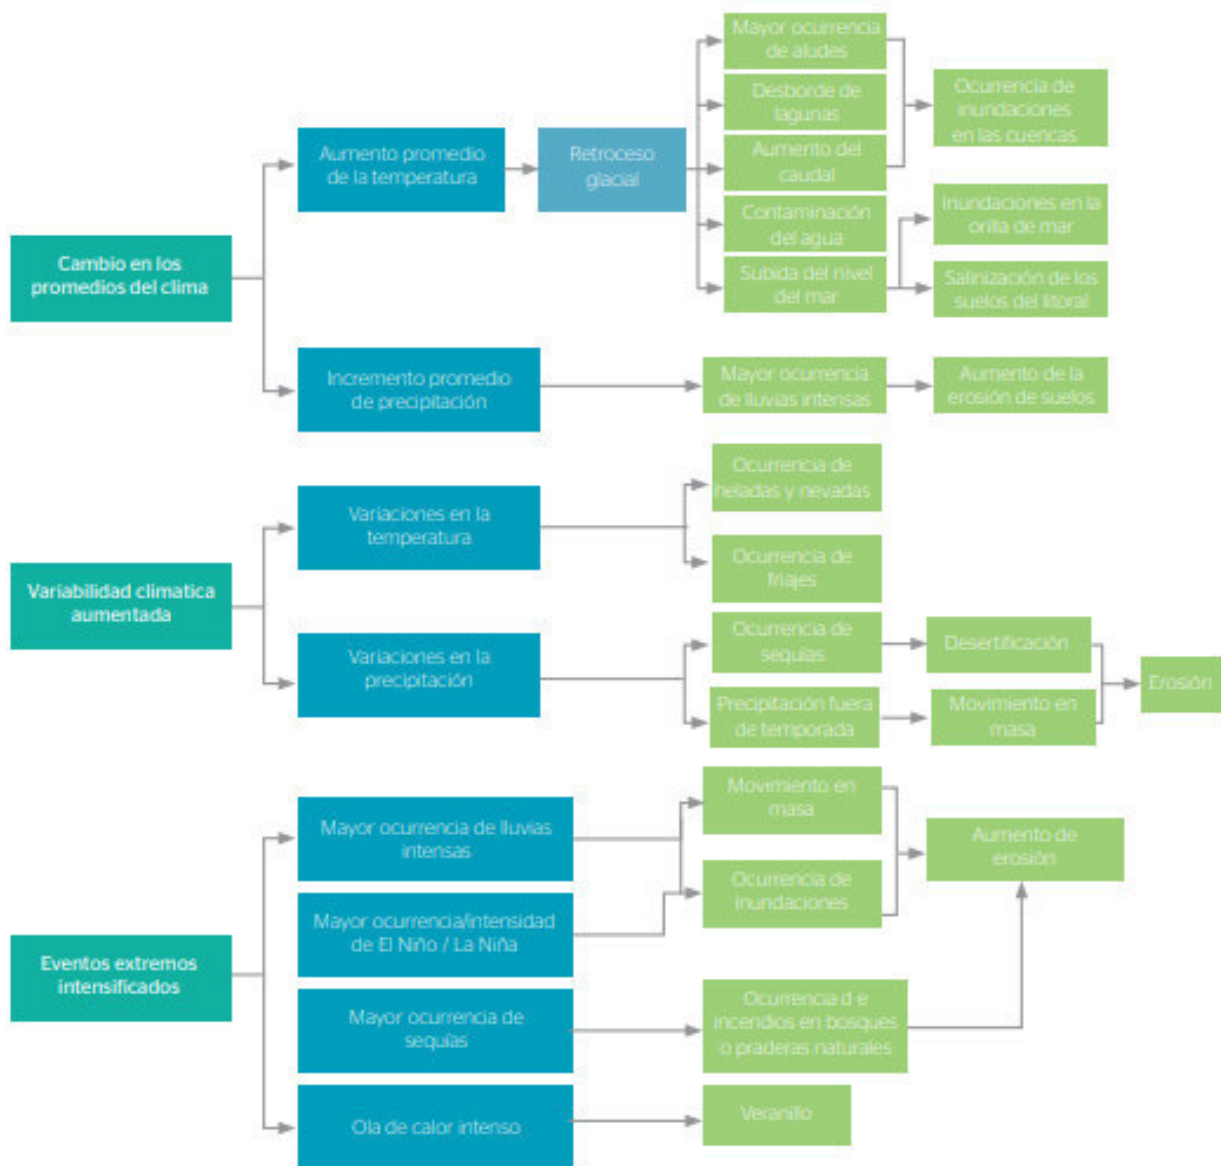 Mayor ocurrencia
de aludes
Desborde de
lagunas
Ocurrencia de
inundaciones
en las cuencas
Aumento promedio
de la temperatura
Retroceso
glacial
Aumento del
caudal
Contaminación
del agua
Inundaciones en la
orilla de mar
Cambio en los
promedios del clima
Subida del nivel
del mar
Salinización de los
suelos del litoral
Incremento promedio
de precipitación
Mayor ocurrencia
de lluvias intensas
Aumento de la
erosión de suelos
Ocurrencia de
heladas y nevadas
Variaciones en la
temperatura
Ocurrencia de
friajes
Variabilidad climatica
aumentada
Ocurrencia de
sequías
Desertificación
Variaciones en la
precipitación
Erosión
Precipitación fuera
de temporada
Movimiento en
masa
Movimiento en
masa
Mayor ocurrencia de lluvias
intensas
Aumento de
erosión
Ocurrencia de
inundaciones
Mayor ocurrencia/intensidad
de El Niño / La Niña
Eventos extremos
intensificados
Mayor ocurrencia de
sequías
Ocurrencia d e
incendios en bosques
o praderas naturales
Ola de calor intenso
Veranillo